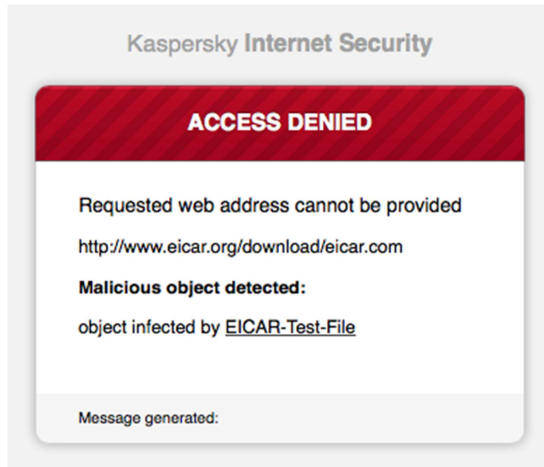 Kaspersky Internet Security
ACCESS DENIED
Requested web address cannot be provided
http://www.eicar.org/download/eicar.com
Malicious object detected:
object infected by EICAR-Test-File
Message generated: